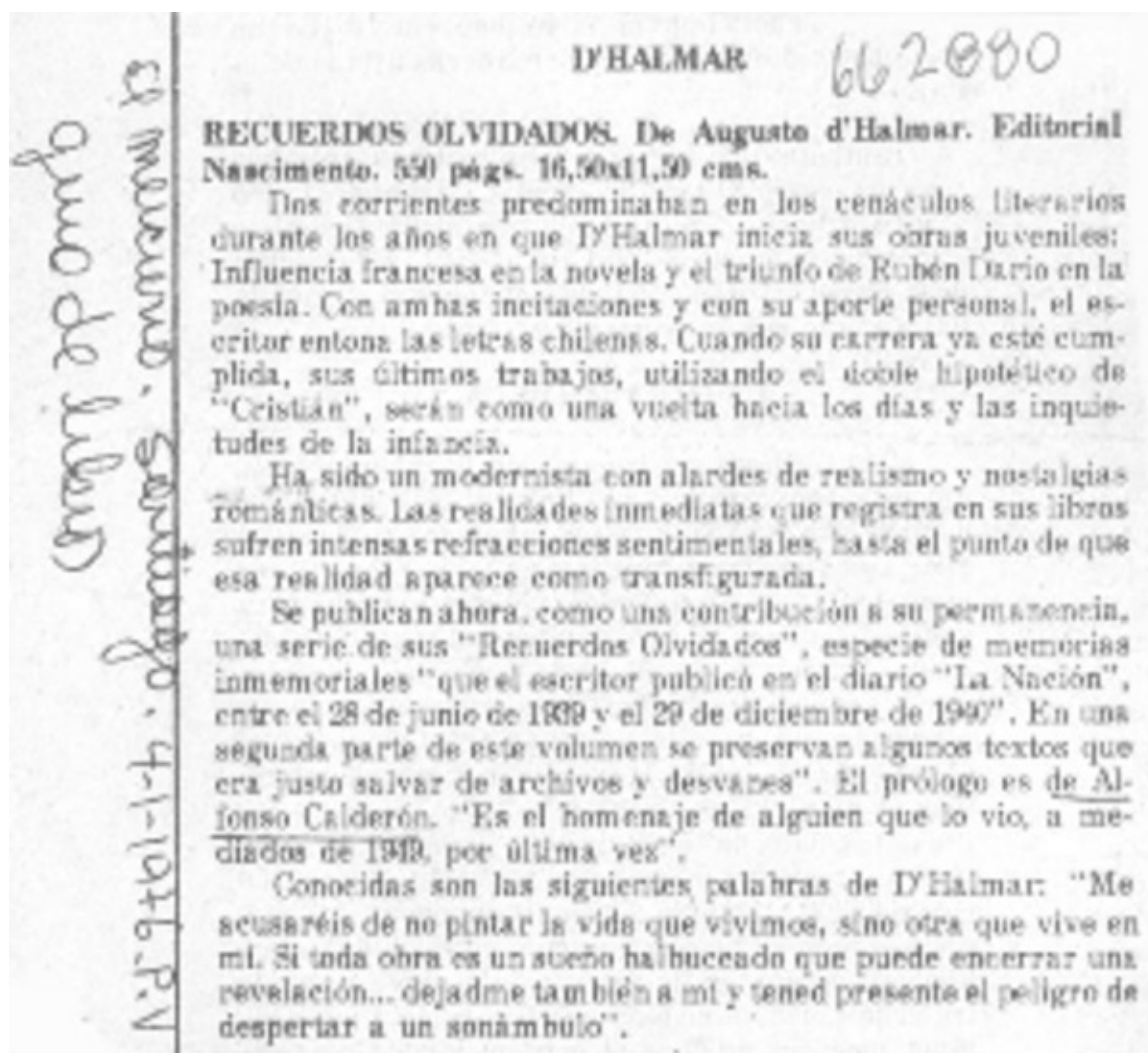 D'HALMAR
662880
RECUERDOS OLVIDADOS. De Augusto d'Halmar. Editorial
Nascimento. 550 págs. 16,50x11,50 cms.
Dos corrientes predominaban en los cenáculos literarios
durante los años en que D'Halmar inicia sus obras juveniles:
Influencia francesa en la novela y el triunfo de Rubén Darío en la
poesía. Con ambas incitaciones y con su aporte personal, el es-
critor entona las letras chilenas. Cuando su carrera ya esté cum-
plida, sus últimos trabajos, utilizando el doble hipotético de
"Cristián", serán como una vuelta hacia los días y las inquie-
tudes de la infancia.
Ha sido un modernista con alardes de realismo y nostalgias
románticas. Las realidades inmediatas que registra en sus libros
sufren intensas refracciones sentimentales, hasta el punto de que
esa realidad aparece como transfigurada.
Se publican ahora, como una contribución a su permanencia,
una serie de sus "Recuerdos Olvidados", especie de memorias
inmemoriales "que el escritor publicó en el diario "La Nación",
entre el 28 de junio de 1939 y el 29 de diciembre de 1940". En una
segunda parte de este volumen se preservan algunos textos que
era justo salvar de archivos y desvanes". El prólogo es de Al-
fonso Calderón. "Es el homenaje de alguien que lo vio, a me-
diados de 1949, por última vez".
Conocidas son las siguientes palabras de D'Halmar: "Me
acusaréis de no pintar la vida que vivimos, sino otra que vive en
mí. Si toda obra es un sueño balbuceado que puede encerrar una
revelación... dejadme también a mí y tened presente el peligro de
despertar a un sonámbulo".
El Mercurio. Santiago. 4-1-1976. P. V
de